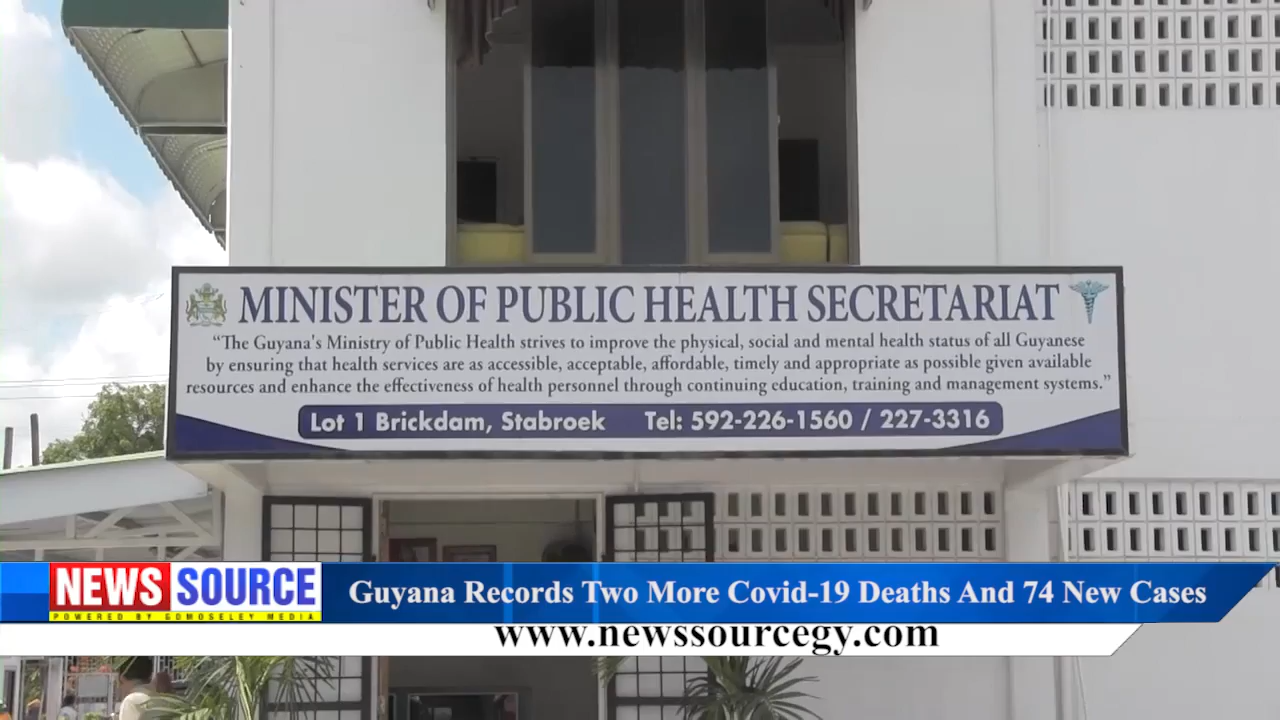 MINISTER OF PUBLIC HEALTH SECRETARIAT
“The Guyana's Ministry of Public Health strives to improve the physical, social and mental health status of all Guyanese
by ensuring that health services are as accessible, acceptable, affordable, timely and appropriate as possible given available
resources and enhance the effectiveness of health personnel through continuing education, training and management systems.”
Lot 1 Brickdam, Stabroek Tel: 592-226-1560 / 227-3316
NEWS SOURCE
POWERED BY GDMOSELEY MEDIA
Guyana Records Two More Covid-19 Deaths And 74 New Cases
www.newssourcegy.com